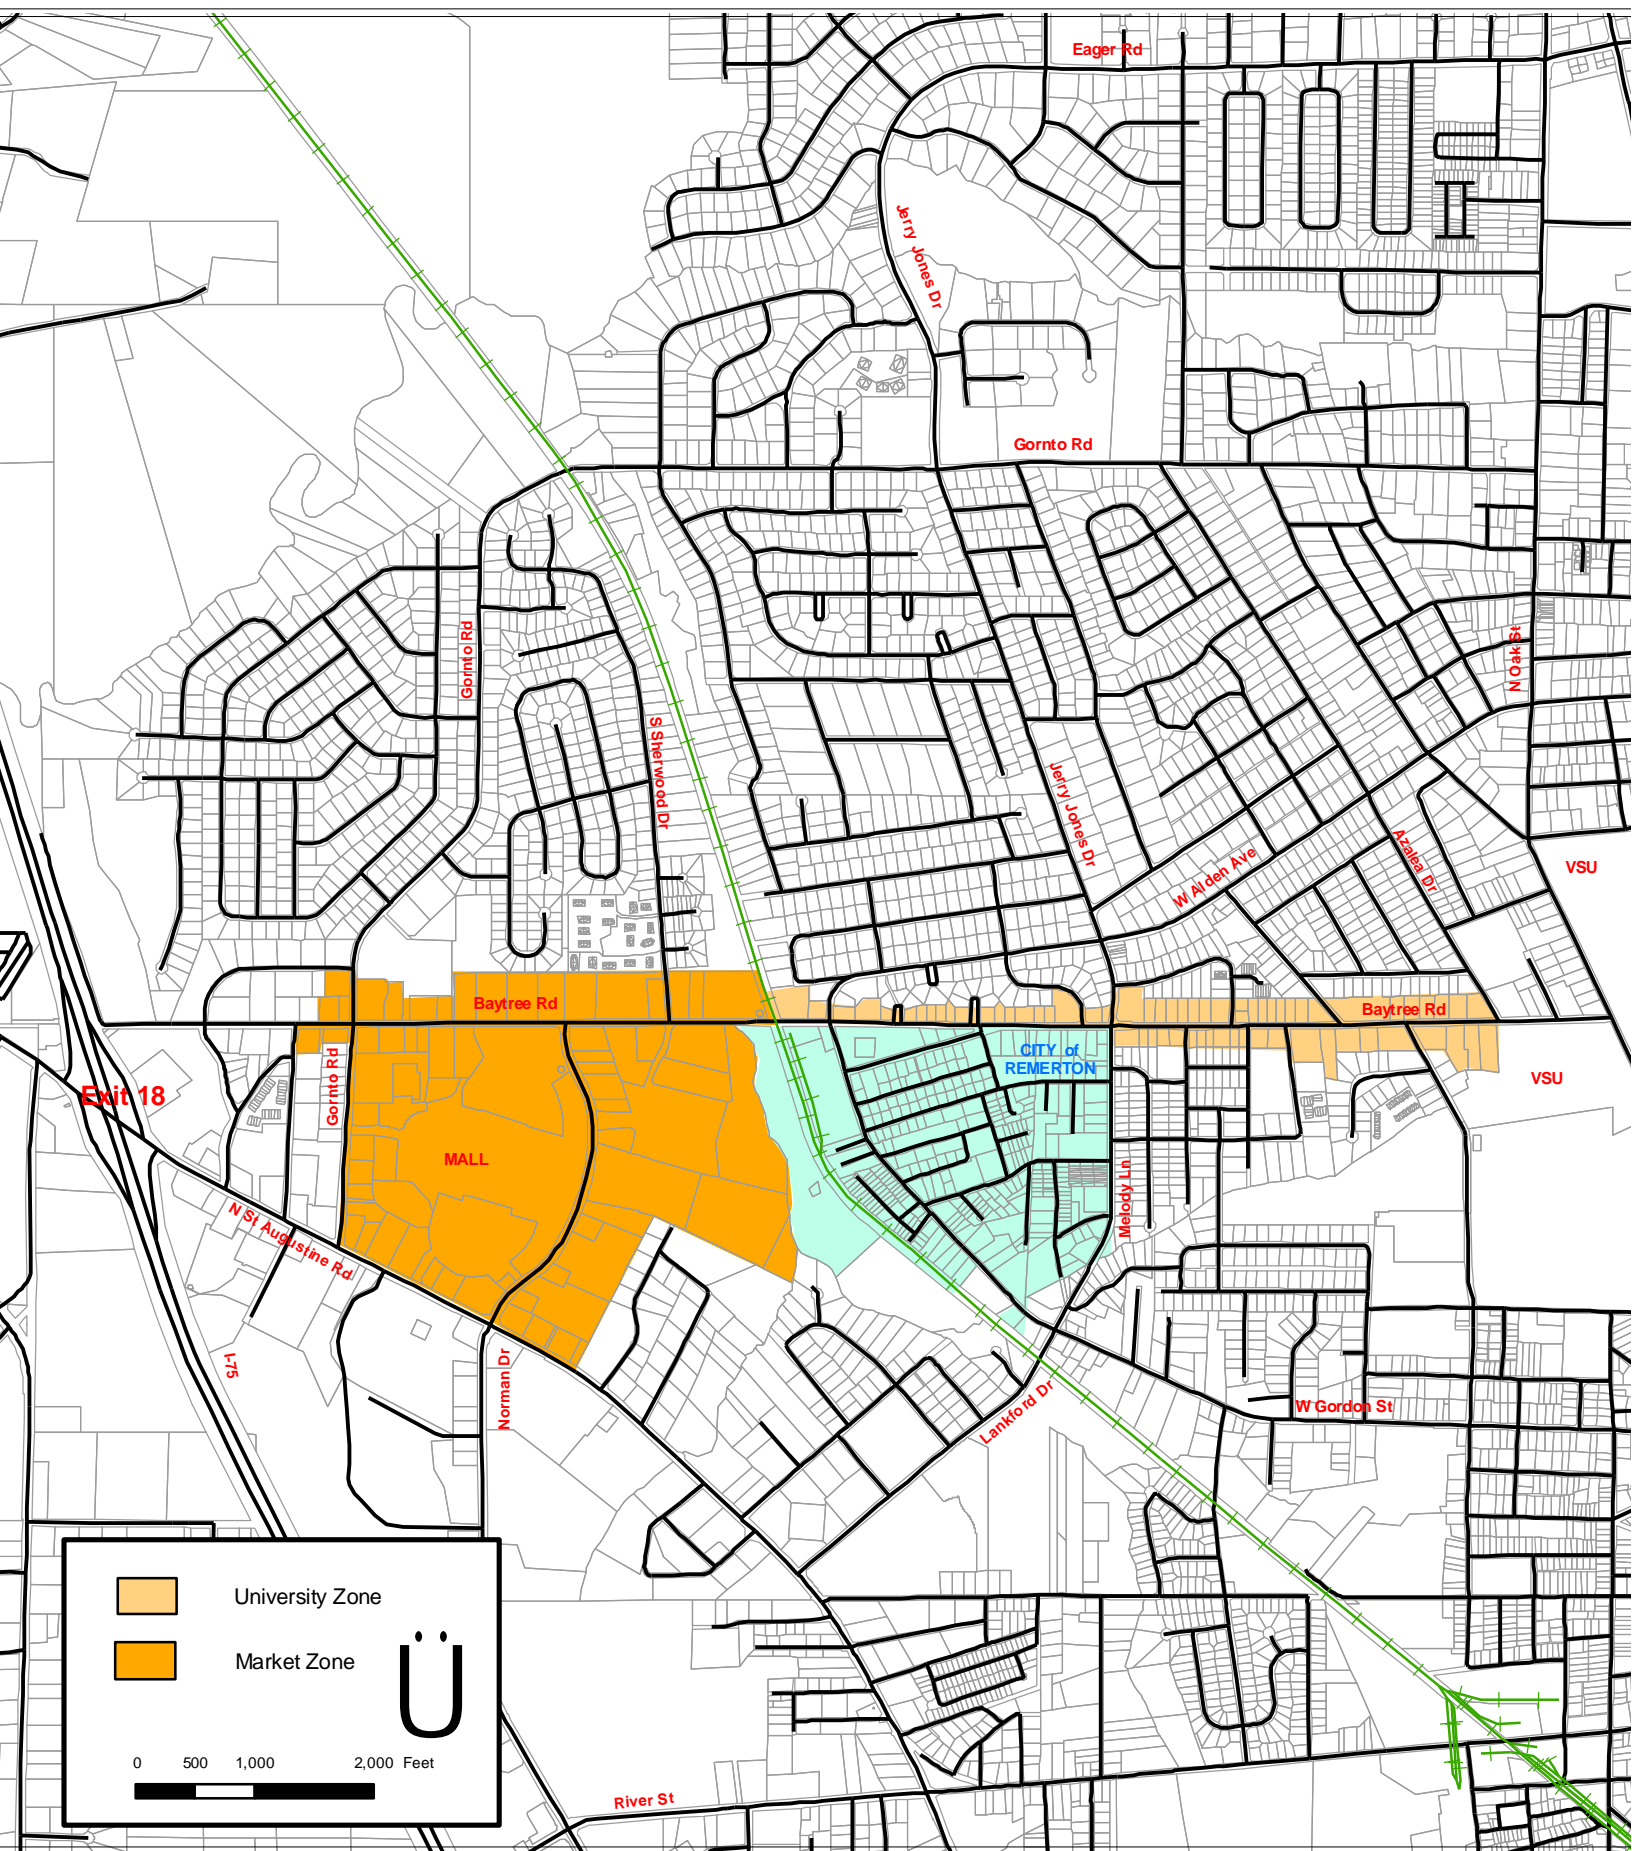 Eager Rd
Jerry Jones Dr
Gornto Rd
Gornto Rd
N Oak St
S Sherwood Dr
Jerry Jones Dr
W Alden Ave
Azalea Dr
VSU
Baytree Rd
Baytree Rd
CITY of
REMERTON
Exit 18
Gornto Rd
VSU
MALL
Melody Ln
N St Augustine Rd
I-75
Norman Dr
Lankford Dr
W Gordon St
University Zone
Market Zone
Ü
0 500 1,000 2,000 Feet
River St